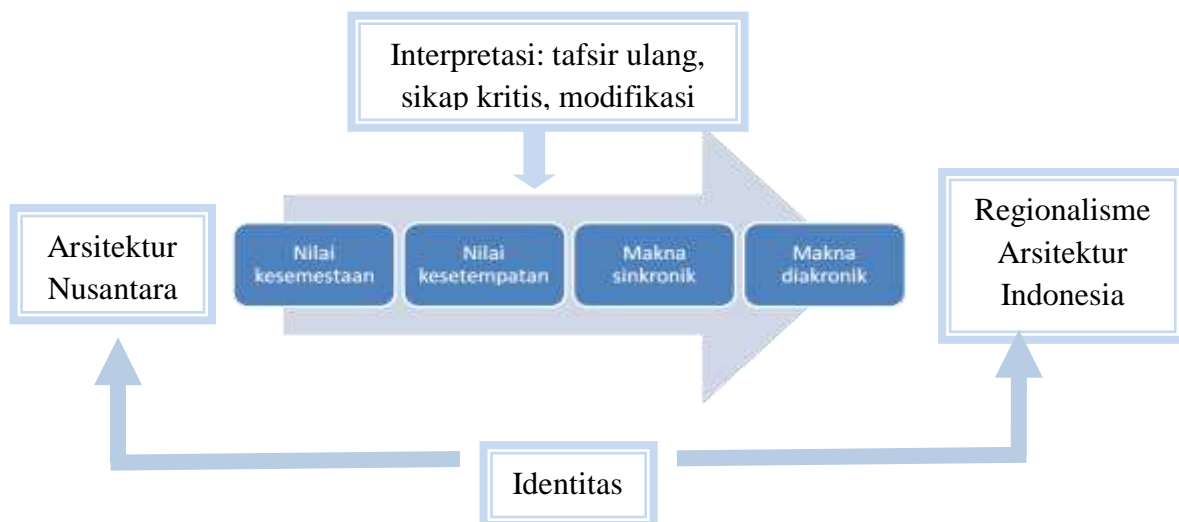 Interpretasi: tafsir ulang,
sikap kritis, modifikasi
Arsitektur
Nusantara
Nilai
kesemestaan
Nilai
kesetempatan
Makna
sinkronik
Makna
diakronik
Regionalisme
Arsitektur
Indonesia
Identitas